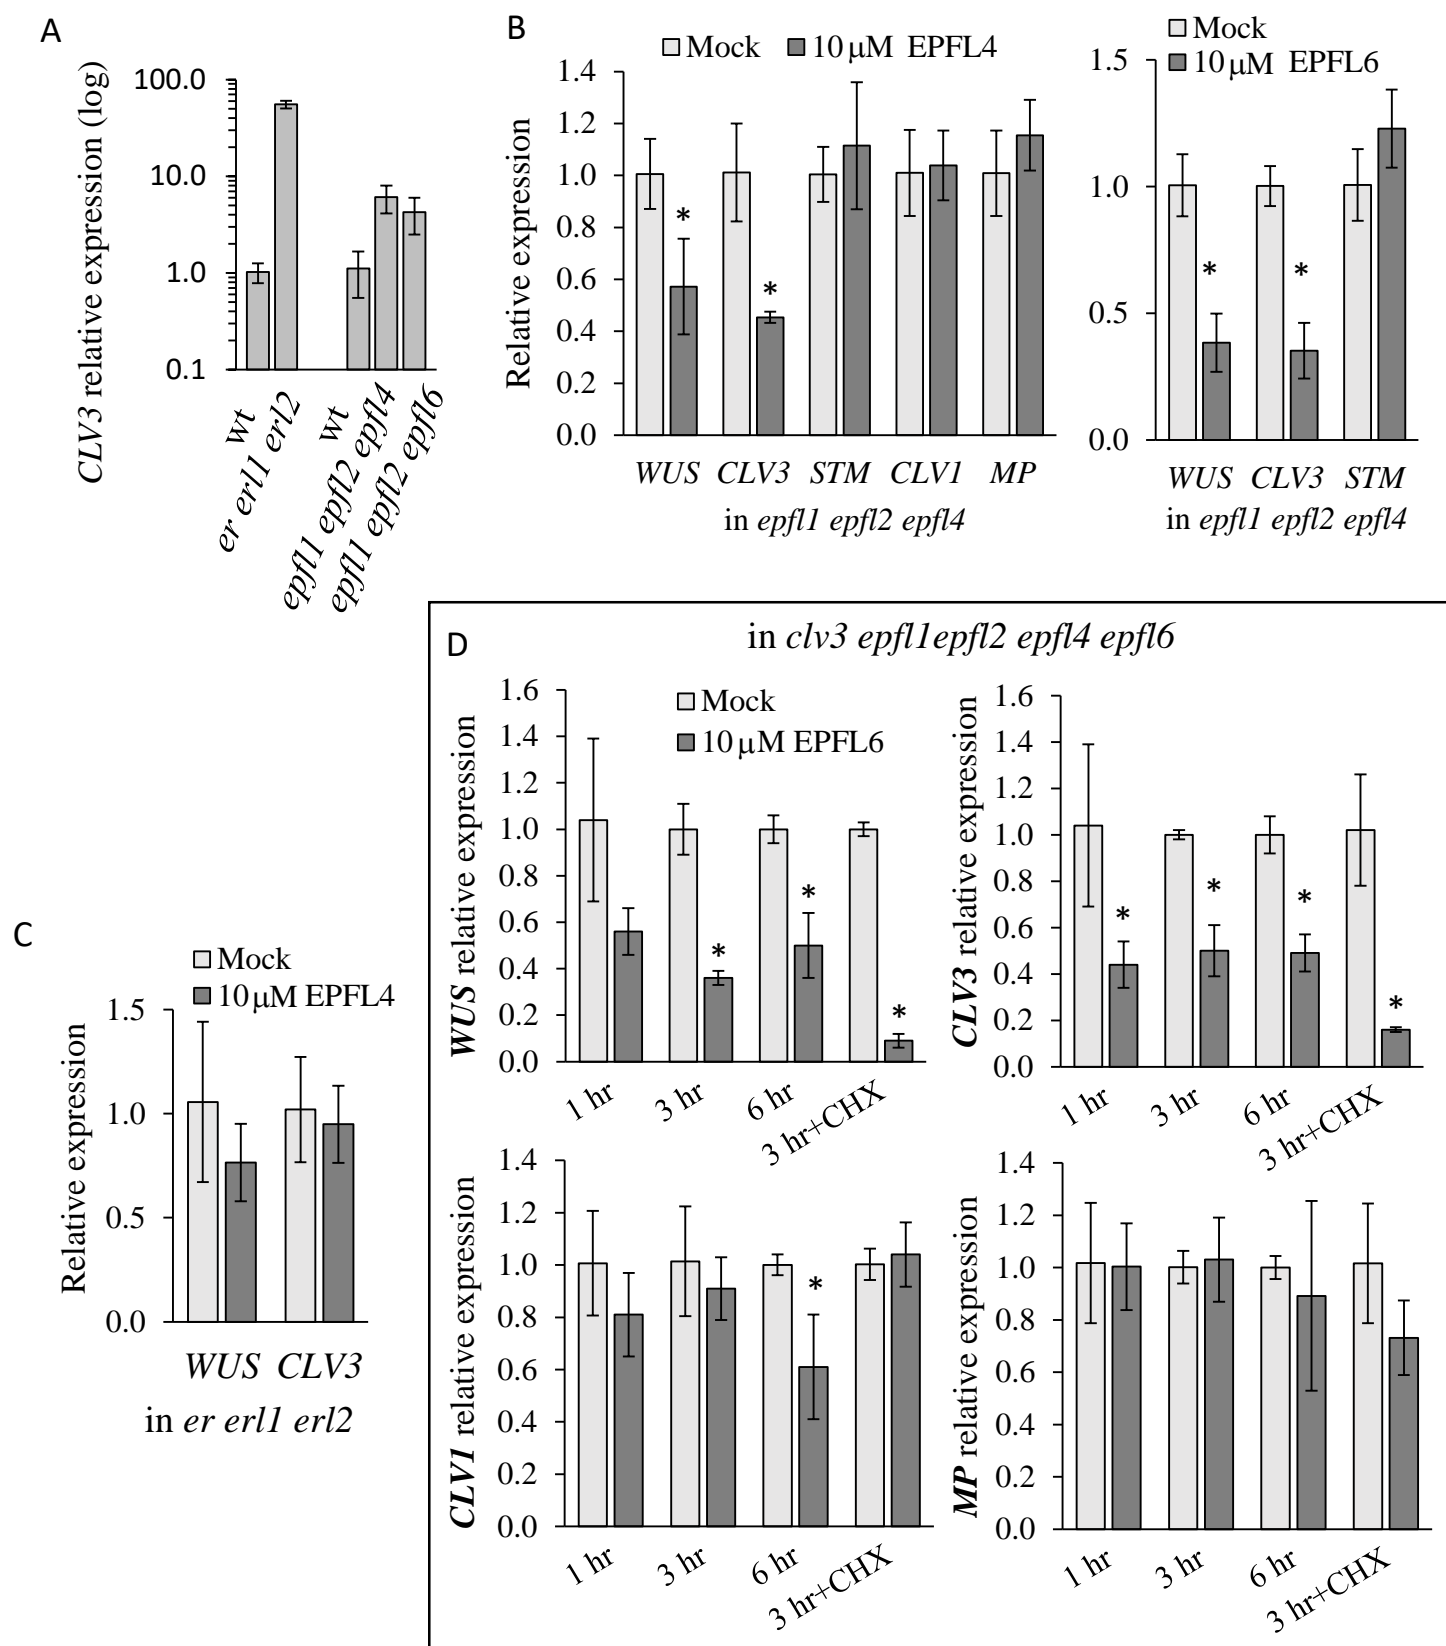 A
CLV3 relative expression (log)
100.0
10.0
1.0
0.1
wt
er erl1 erl2
wt
epfl1 epfl2 epfl4
epfl1 epfl2 epfl6
B
Mock 10 µM EPFL4
Relative expression
1.4
1.2
1.0
0.8
0.6
0.4
0.2
0.0
*
*
WUS CLV3 STM CLV1 MP
in epfl1 epfl2 epfl4
Mock
10 µM EPFL6
1.5
1.0
0.5
0.0
*
*
WUS CLV3 STM
in epfl1 epfl2 epfl4
C
Mock
10 µM EPFL4
Relative expression
1.5
1.0
0.5
0.0
WUS CLV3
in er erl1 erl2
D
in clv3 epfl1epfl2 epfl4 epfl6
Mock
10 µM EPFL6
WUS relative expression
1.6
1.4
1.2
1.0
0.8
0.6
0.4
0.2
0.0
*
*
*
1 hr
3 hr
6 hr
3 hr+CHX
CLV3 relative expression
1.6
1.4
1.2
1.0
0.8
0.6
0.4
0.2
0.0
*
*
*
*
1 hr
3 hr
6 hr
3 hr+CHX
CLV1 relative expression
1.4
1.2
1.0
0.8
0.6
0.4
0.2
0.0
*
1 hr
3 hr
6 hr
3 hr+CHX
MP relative expression
1.4
1.2
1.0
0.8
0.6
0.4
0.2
0.0
1 hr
3 hr
6 hr
3 hr+CHX